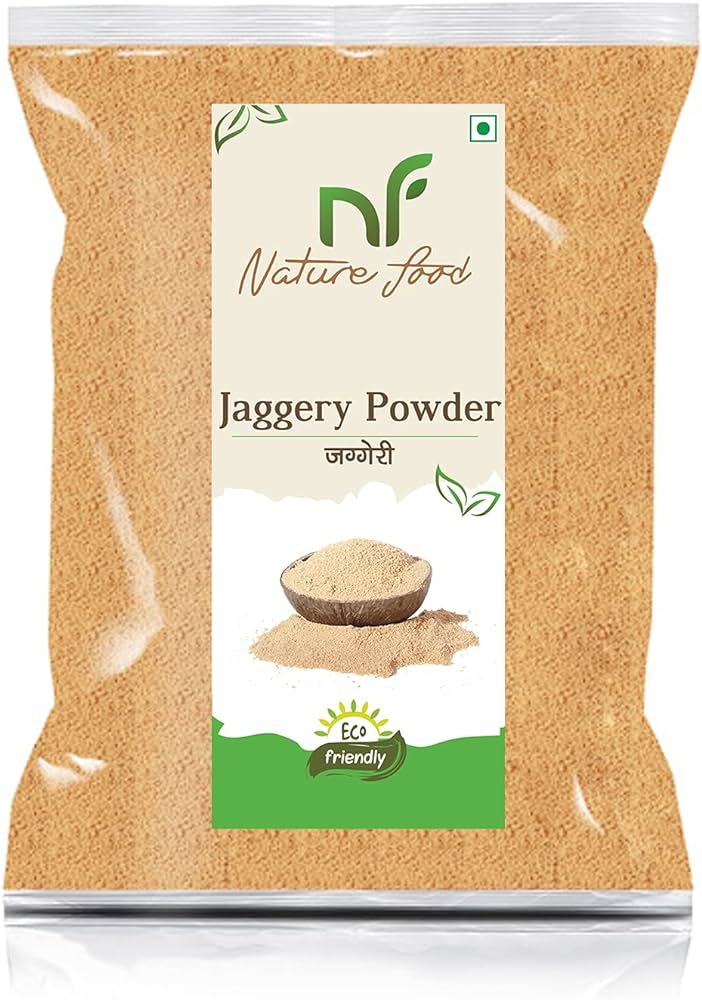 nf
Nature food
Jaggery Powder
जग्गेरी
Eco
friendly